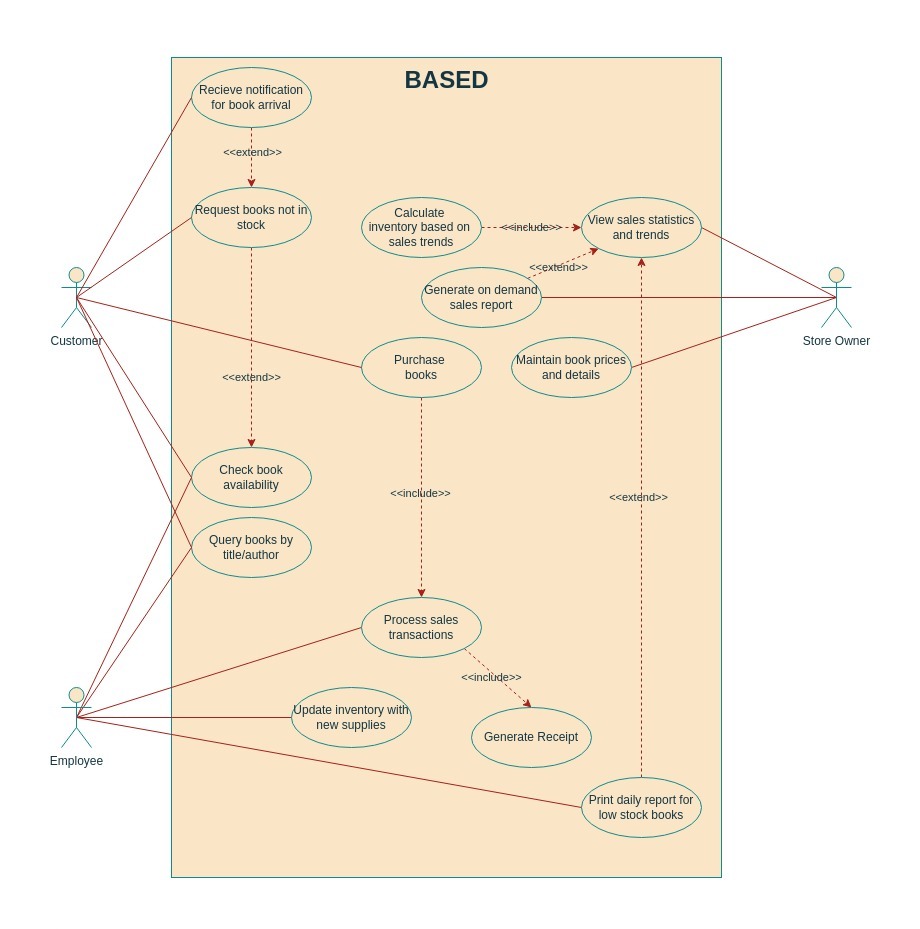 BASED
Recieve notification
for book arrival
<<extend>>
Request books not in
stock
Calculate
inventory based on
sales trends
<<include>>
View sales statistics
and trends
<<extend>>
Generate on demand
sales report
Customer
Store Owner
Purchase
books
Maintain book prices
and details
<<extend>>
Check book
availability
<<include>>
<<extend>>
Query books by
title/author
Process sales
transactions
<<include>>
Update inventory with
new supplies
Generate Receipt
Employee
Print daily report for
low stock books